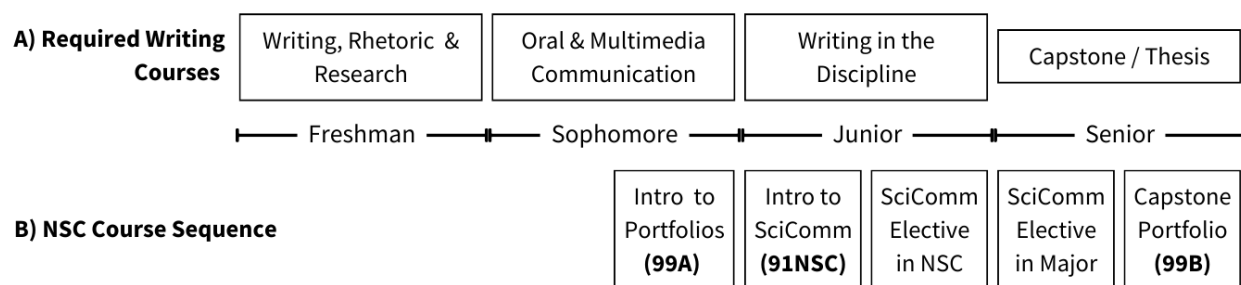 A) Required Writing Courses
Writing, Rhetoric &
Research
Oral & Multimedia
Communication
Writing in the
Discipline
Capstone / Thesis
Freshman
Sophomore
Junior
Senior
B) NSC Course Sequence
Intro to
Portfolios
(99A)
Intro to
SciComm
(91NSC)
SciComm
Elective
in NSC
SciComm
Elective
in Major
Capstone
Portfolio
(99B)